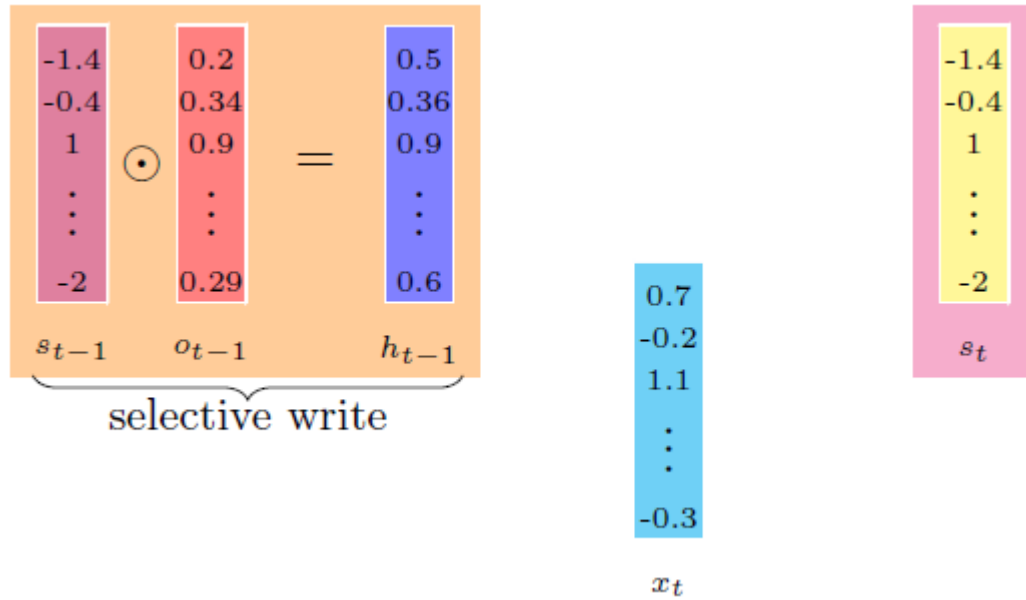 -1.4 0.2 0.5 -1.4
-0.4 0.34 0.36 -0.4
1 ⊙ 0.9 = 0.9 1
⋮ ⋮ ⋮ ⋮
-2 0.29 0.6 -2
s_{t−1} o_{t−1} h_{t−1} s_t
selective write
0.7
-0.2
1.1
⋮
-0.3
x_t